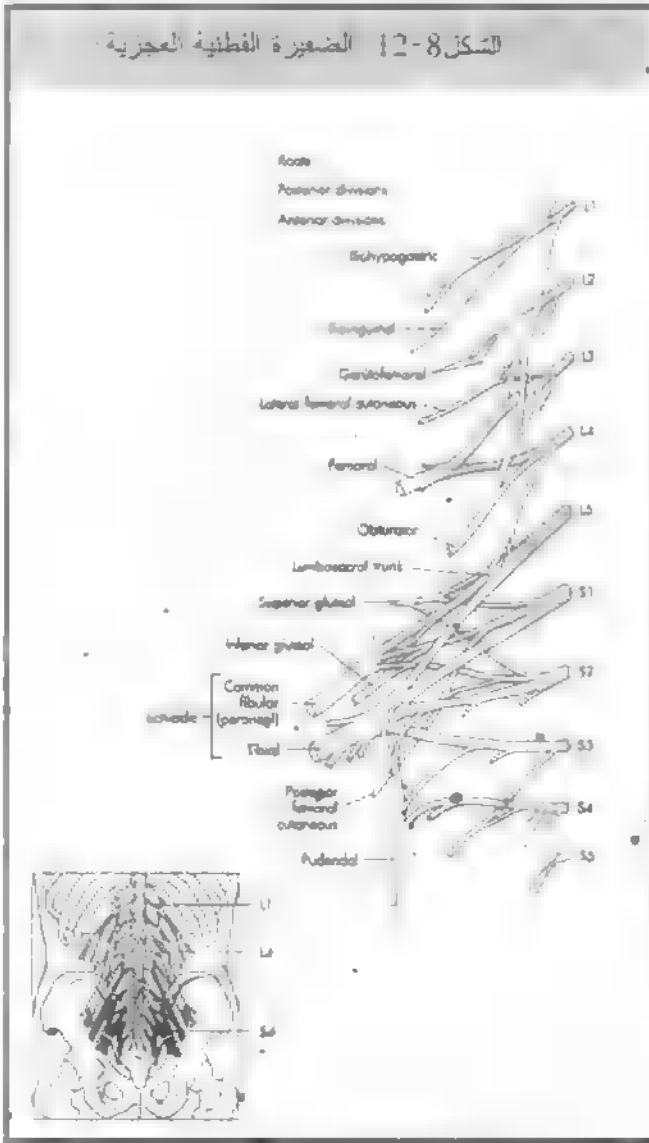 الشكل 8-12 الضفيرة القطنية العجزية
Roots
Posterior divisions
Anterior divisions
L1
Iliohypogastric
L2
Ilioinguinal
L3
Genitofemoral
Lateral femoral cutaneous
L4
Femoral
L5
Obturator
Lumbosacral trunk
S1
Superior gluteal
Inferior gluteal
S2
Common
fibular
(peroneal)
Sciatic
Tibial
S3
Posterior
femoral
cutaneous
S4
Pudendal
S5
L1